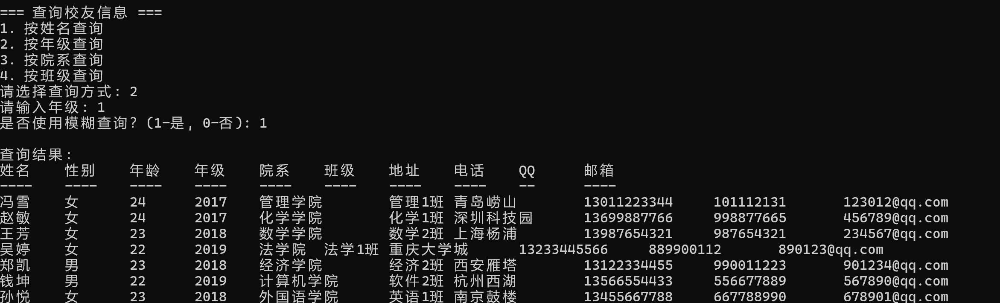 === 查询校友信息 ===
1. 按姓名查询
2. 按年级查询
3. 按院系查询
4. 按班级查询
请选择查询方式: 2
请输入年级: 1
是否使用模糊查询? (1-是, 0-否): 1
查询结果:
姓名 性别 年龄 年级 院系 班级 地址 电话 QQ 邮箱
---- ---- ---- ---- ---- ---- ---- ---- -- ----
冯雪 女 24 2017 管理学院 管理1班 青岛崂山 13011223344 101112131 123012@qq.com
赵敏 女 24 2017 化学学院 化学1班 深圳科技园 13699887766 998877665 456789@qq.com
王芳 女 23 2018 数学学院 数学2班 上海杨浦 13987654321 987654321 234567@qq.com
吴婷 女 22 2019 法学院 法学1班 重庆大学城 13233445566 889900112 890123@qq.com
郑凯 男 23 2018 经济学院 经济2班 西安雁塔 13122334455 990011223 901234@qq.com
钱坤 男 22 2019 计算机学院 软件2班 杭州西湖 13566554433 556677889 567890@qq.com
孙悦 女 23 2018 外国语学院 英语1班 南京鼓楼 13455667788 667788990 678901@qq.com